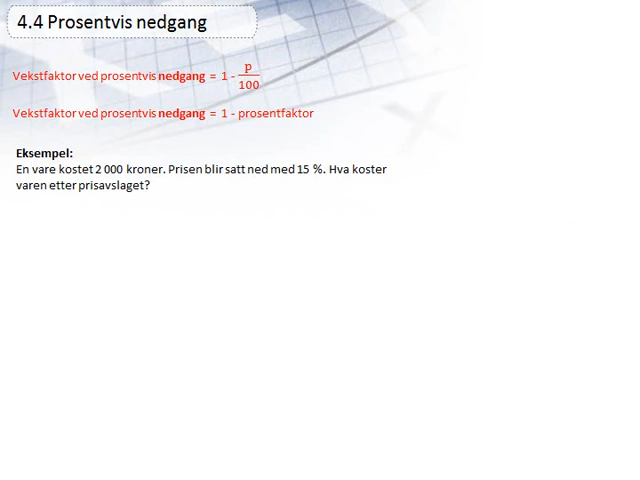 4.4 Prosentvis nedgang
Vekstfaktor ved prosentvis nedgang = 1 - p/100
Vekstfaktor ved prosentvis nedgang = 1 - prosentfaktor
Eksempel:
En vare kostet 2 000 kroner. Prisen blir satt ned med 15 %. Hva koster
varen etter prisavslaget?